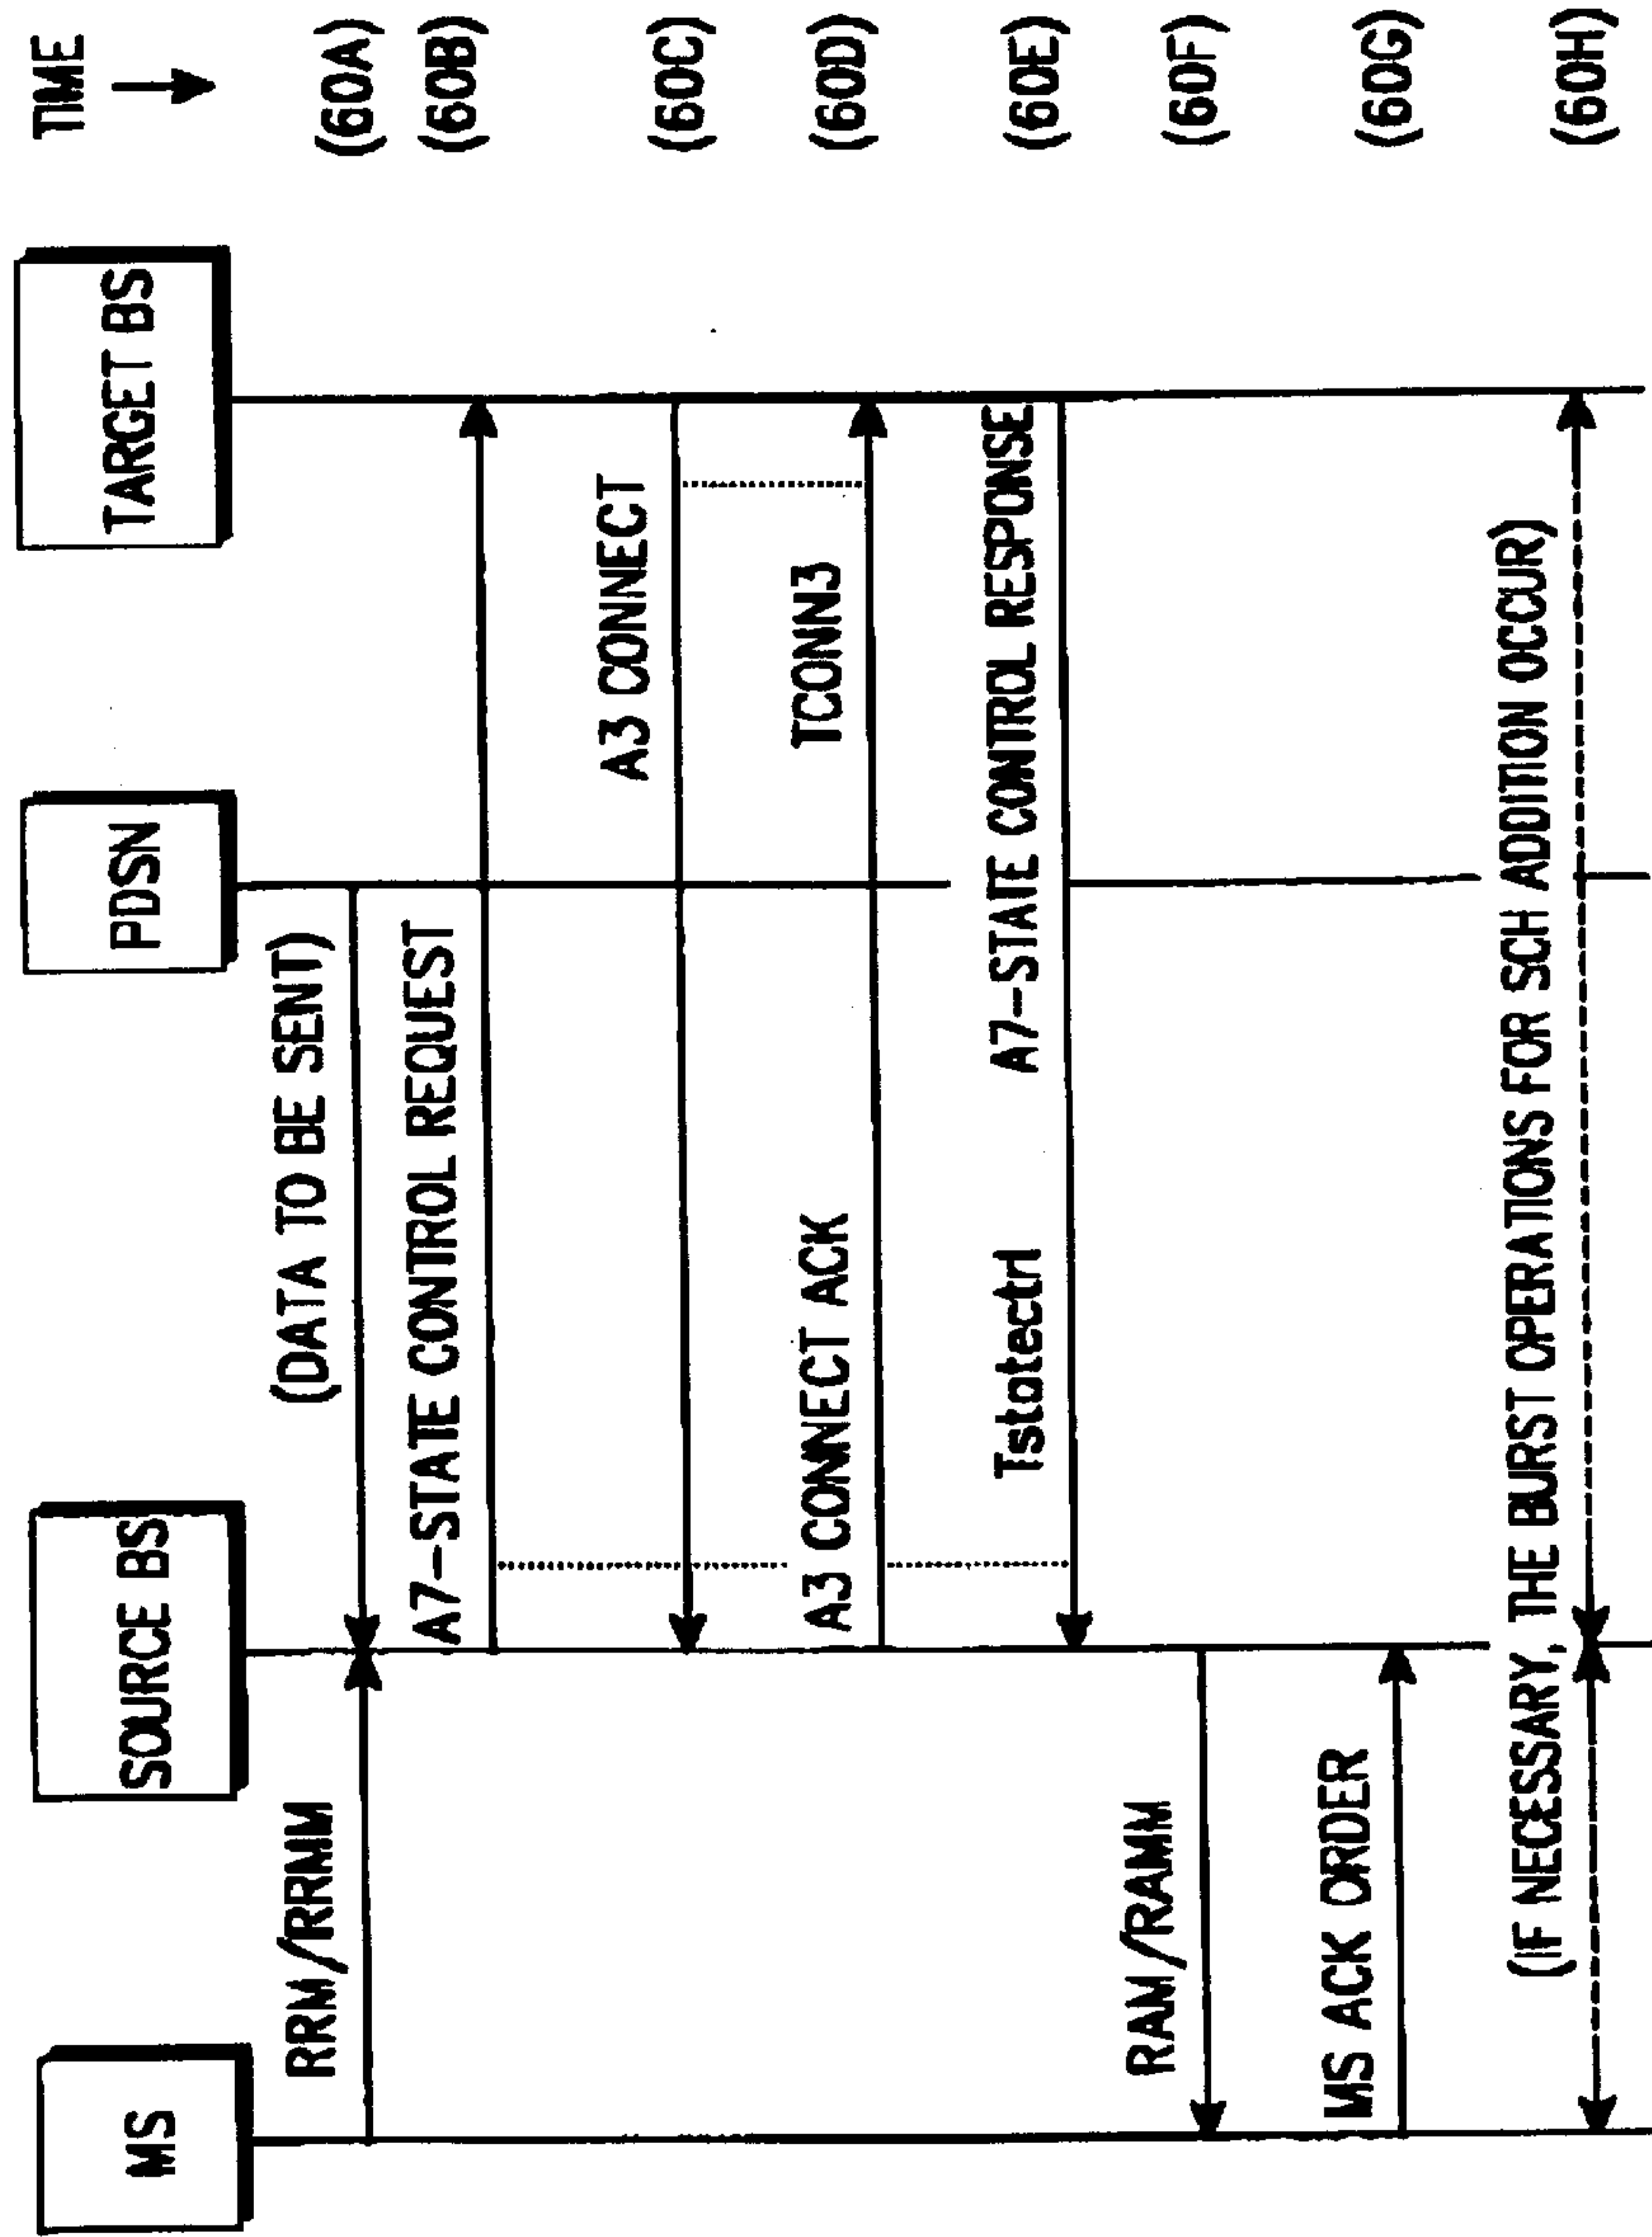 MS
SOURCE BS
PDSN
TARGET BS
TIME
RRM/RRMM
(DATA TO BE SENT)
(60A)
A7-STATE CONTROL REQUEST
(60B)
A3 CONNECT
(60C)
A3 CONNECT ACK
TCONN3
(60D)
Tstatectrl
A7-STATE CONTROL RESPONSE
(60E)
RAM/RAMM
(60F)
MS ACK ORDER
(60G)
(IF NECESSARY, THE BURST OPERATIONS FOR SCH ADDITION OCCUR)
(60H)